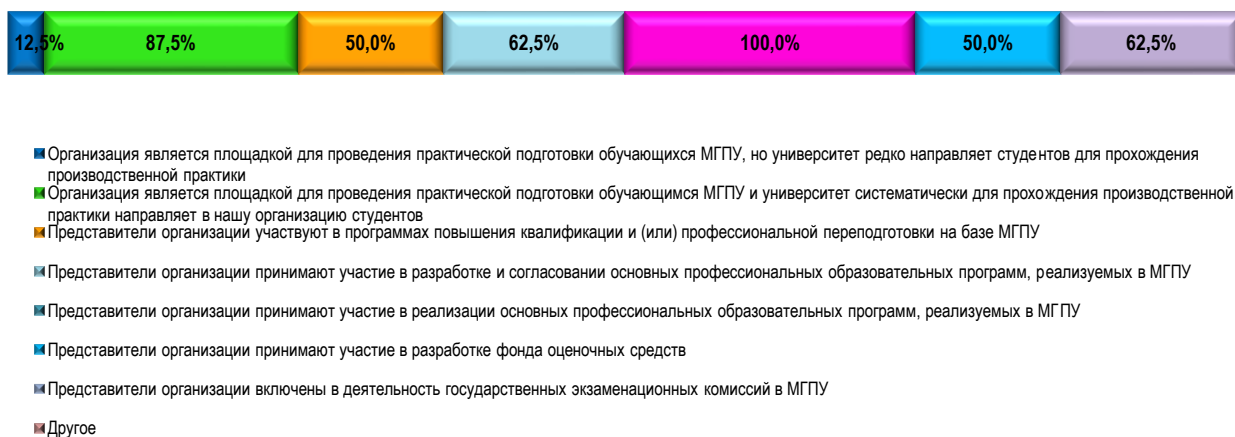 12,5% 87,5% 50,0% 62,5% 100,0% 50,0% 62,5%
Организация является площадкой для проведения практической подготовки обучающихся МГПУ, но университет редко направляет студентов для прохождения
производственной практики
Организация является площадкой для проведения практической подготовки обучающимся МГПУ и университет систематически для прохождения производственной
практики направляет в нашу организацию студентов
Представители организации участвуют в программах повышения квалификации и (или) профессиональной переподготовки на базе МГПУ
Представители организации принимают участие в разработке и согласовании основных профессиональных образовательных программ, реализуемых в МГПУ
Представители организации принимают участие в реализации основных профессиональных образовательных программ, реализуемых в МГПУ
Представители организации принимают участие в разработке фонда оценочных средств
Представители организации включены в деятельность государственных экзаменационных комиссий в МГПУ
Другое